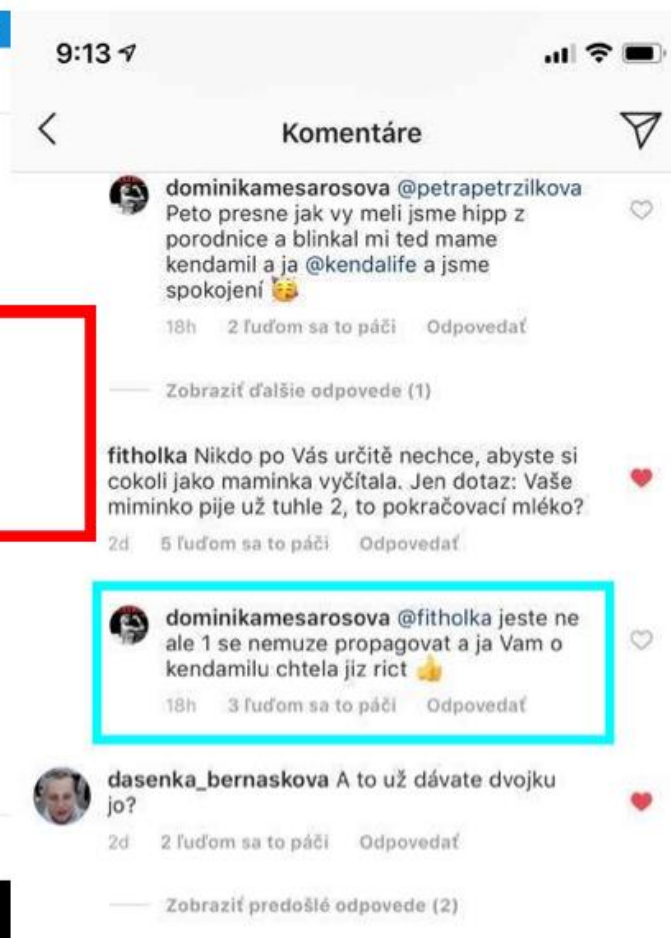 9:13
Komentáre
dominikamesarosova @petrapetrzilkova
Peto presne jak vy meli jsme hipp z
porodnice a blinkal mi ted mame
kendamil a ja @kendalife a jsme
spokojení 🥳
18h 2 ľuďom sa to páči Odpovedať
Zobraziť ďalšie odpovede (1)
fitholka Nikdo po Vás určitě nechce, abyste si
cokoli jako maminka vyčítala. Jen dotaz: Vaše
miminko pije už tuhle 2, to pokračovací mléko?
2d 5 ľuďom sa to páči Odpovedať
dominikamesarosova @fitholka jeste ne
ale 1 se nemuze propagovat a ja Vam o
kendamilu chtela jiz rict 👍
18h 3 ľuďom sa to páči Odpovedať
dasenka_bernaskova A to už dávate dvojku
jo?
2d 2 ľuďom sa to páči Odpovedať
Zobraziť predošlé odpovede (2)